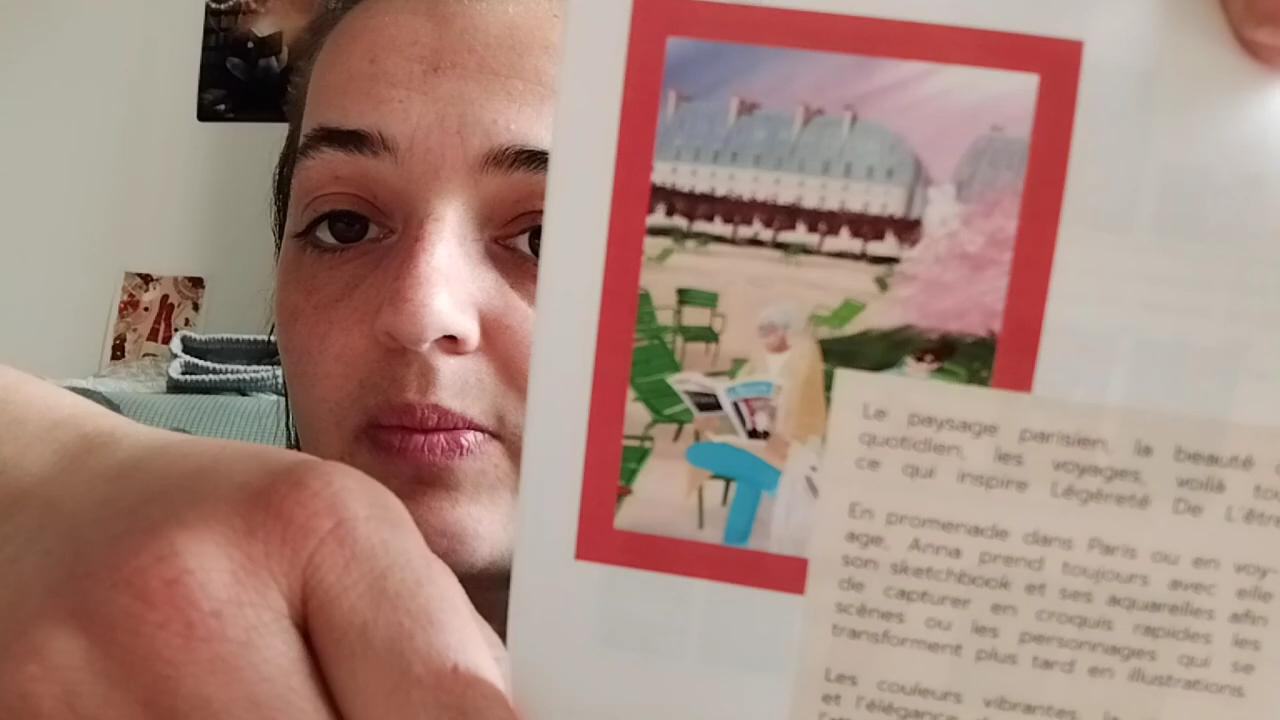 Le paysage parisien, la beauté
quotidien, les voyages, voilà
ce qui inspire Légéreté De L'êtr
En promenade dans Paris ou en voy-
age, Anna prend toujours avec elle
son sketchbook et ses aquarelles afin
de capturer en croquis rapides les
scènes ou les personnages qui se
transforment plus tard en illustrations.
Les couleurs vibrantes,
et l'élégance